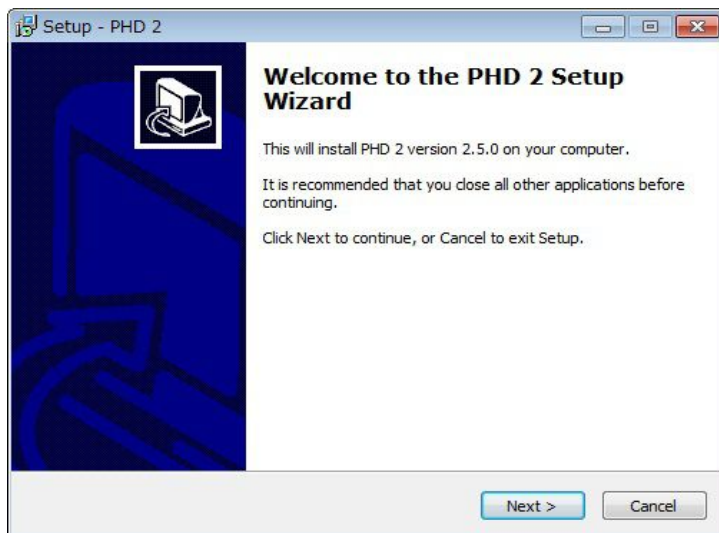 Setup - PHD 2
Welcome to the PHD 2 Setup
Wizard
This will install PHD 2 version 2.5.0 on your computer.
It is recommended that you close all other applications before
continuing.
Click Next to continue, or Cancel to exit Setup.
Next >
Cancel